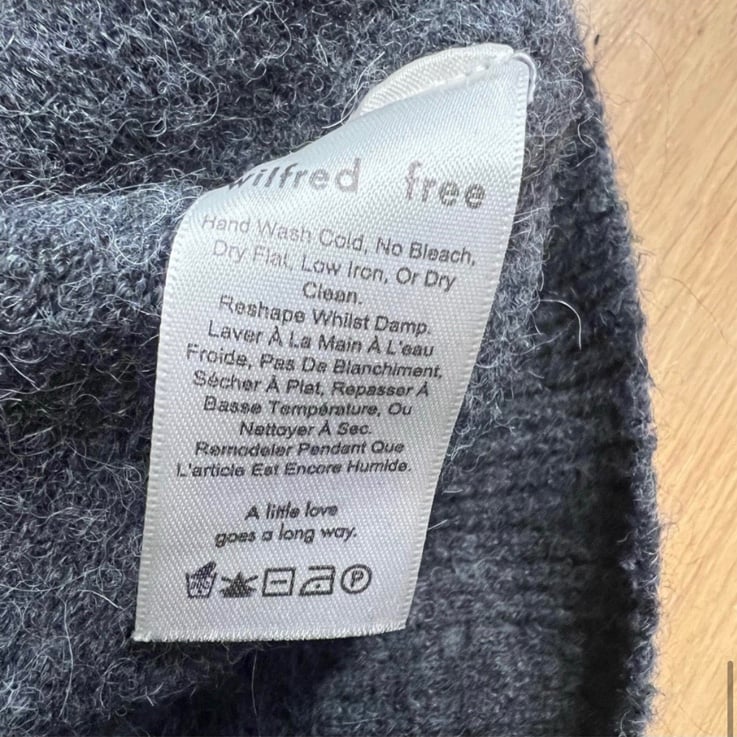 wilfred free
Hand Wash Cold, No Bleach,
Dry Flat, Low Iron, Or Dry
Clean.
Reshape Whilst Damp.
Laver À La Main À L'eau
Froide, Pas De Blanchiment,
Sécher À Plat, Repasser À
Basse Température, Ou
Nettoyer À Sec.
Remodeler Pendant Que
L'article Est Encore Humide.
A little love
goes a long way.
P